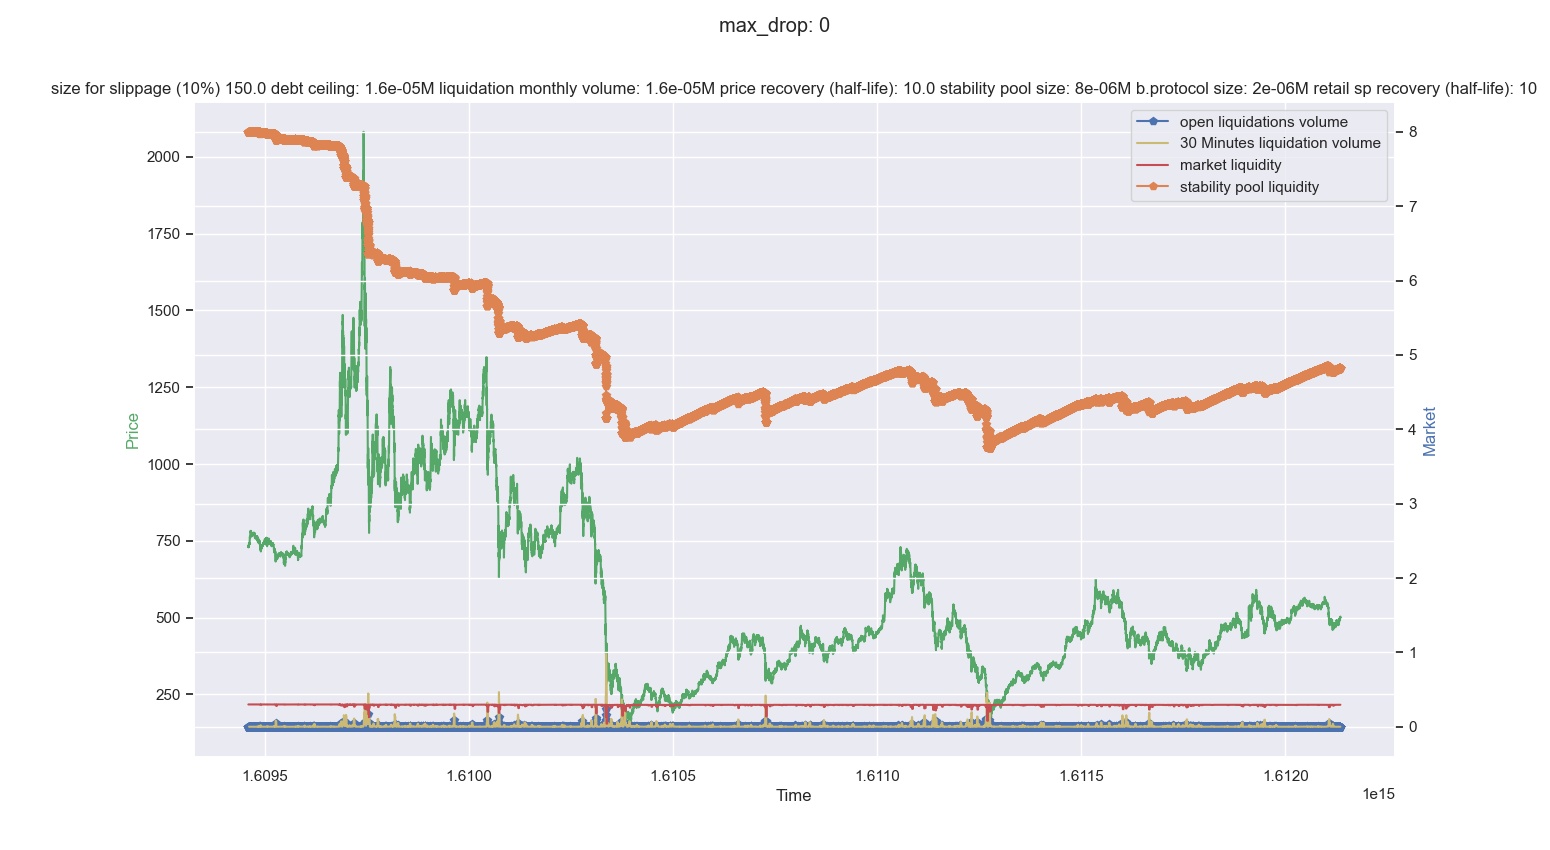 max_drop: 0
size for slippage (10%) 150.0 debt ceiling: 1.6e-05M liquidation monthly volume: 1.6e-05M price recovery (half-life): 10.0 stability pool size: 8e-06M b.protocol size: 2e-06M retail sp recovery (half-life): 10
open liquidations volume
30 Minutes liquidation volume
market liquidity
stability pool liquidity
2000
1750
1500
1250
1000
750
500
250
Price
8
7
6
5
4
3
2
1
0
Market
1.6095
1.6100
1.6105
1.6110
1.6115
1.6120
1e15
Time